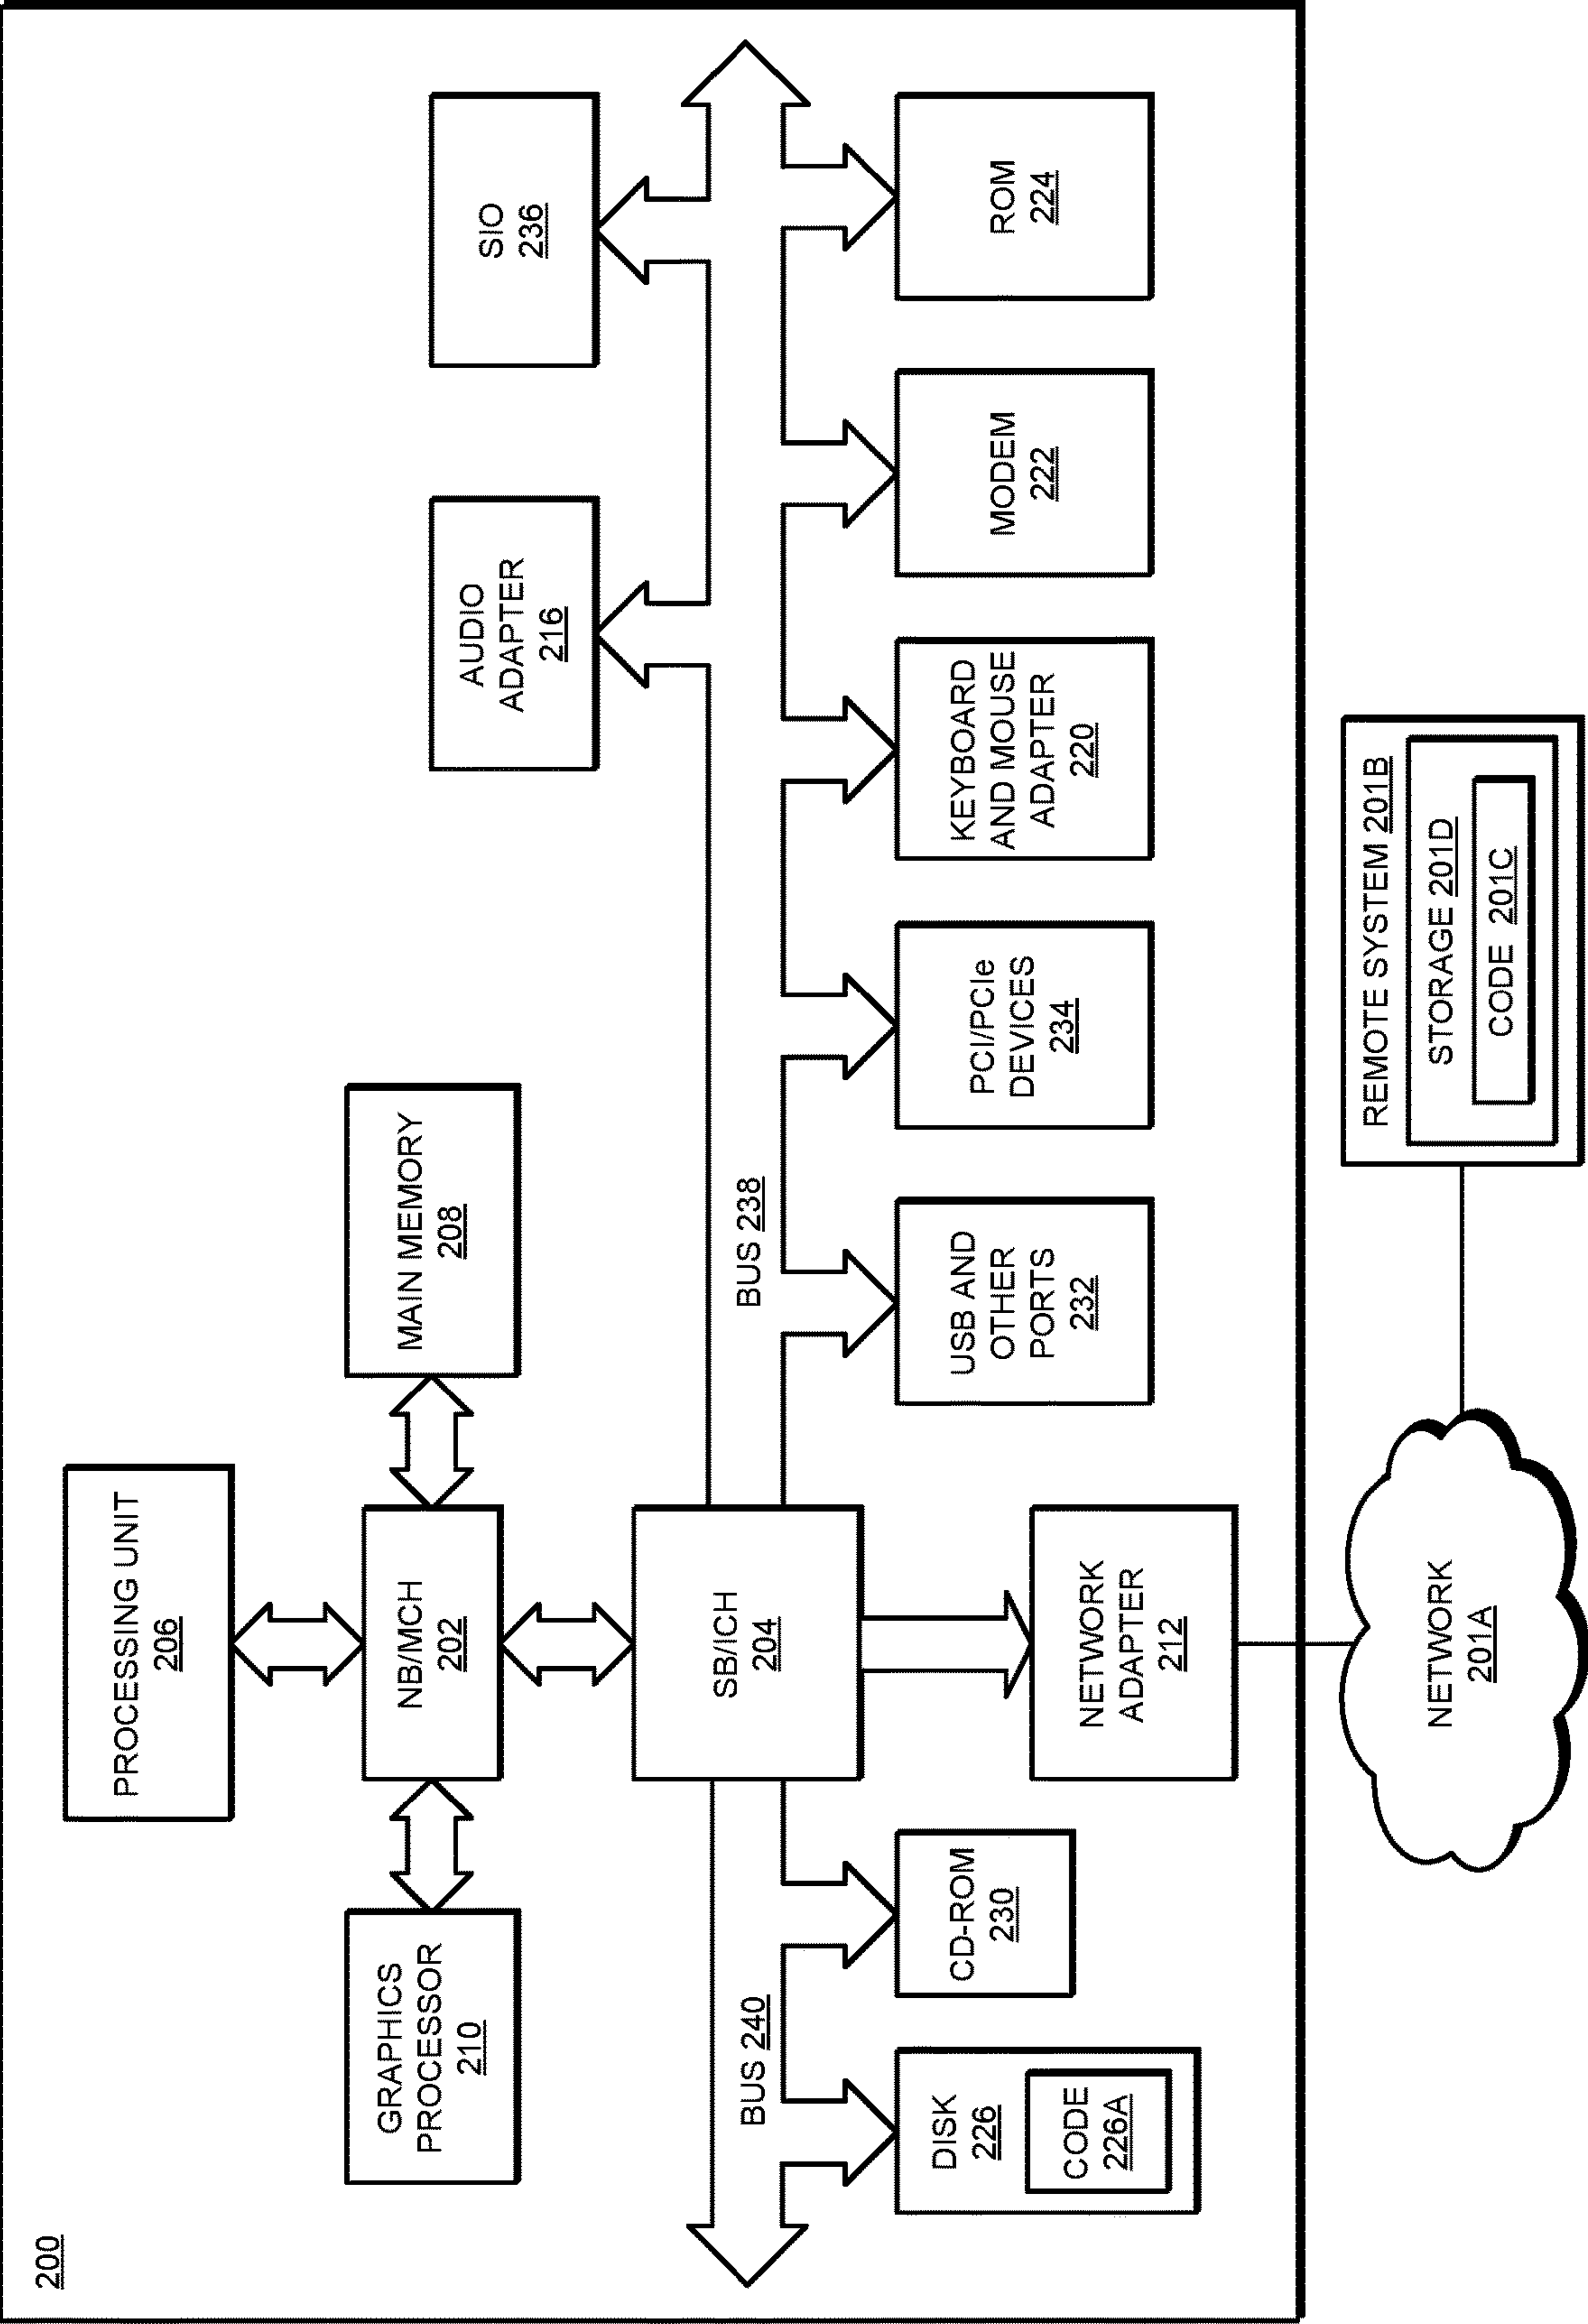 200
PROCESSING UNIT
206
GRAPHICS
PROCESSOR
210
NB/MCH
202
MAIN MEMORY
208
AUDIO
ADAPTER
216
SIO
236
SB/ICH
204
BUS 240
BUS 238
DISK
226
CODE
226A
CD-ROM
230
NETWORK
ADAPTER
212
USB AND
OTHER
PORTS
232
PCI/PCIe
DEVICES
234
KEYBOARD
AND MOUSE
ADAPTER
220
MODEM
222
ROM
224
NETWORK
201A
REMOTE SYSTEM 201B
STORAGE 201D
CODE 201C